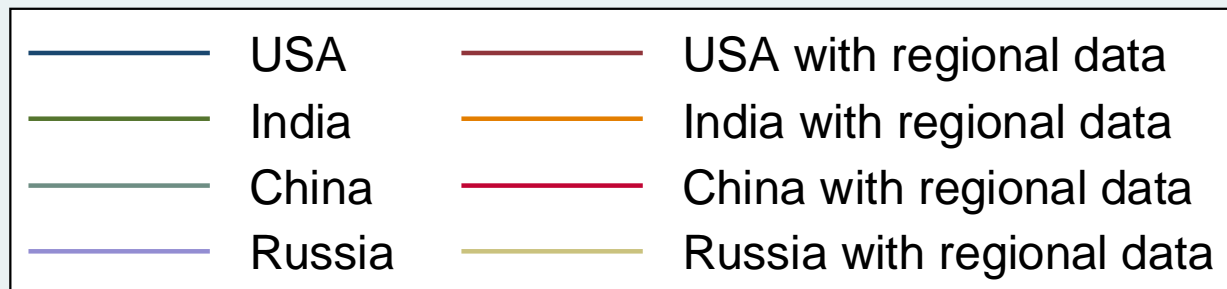 USA USA with regional data
India India with regional data
China China with regional data
Russia Russia with regional data